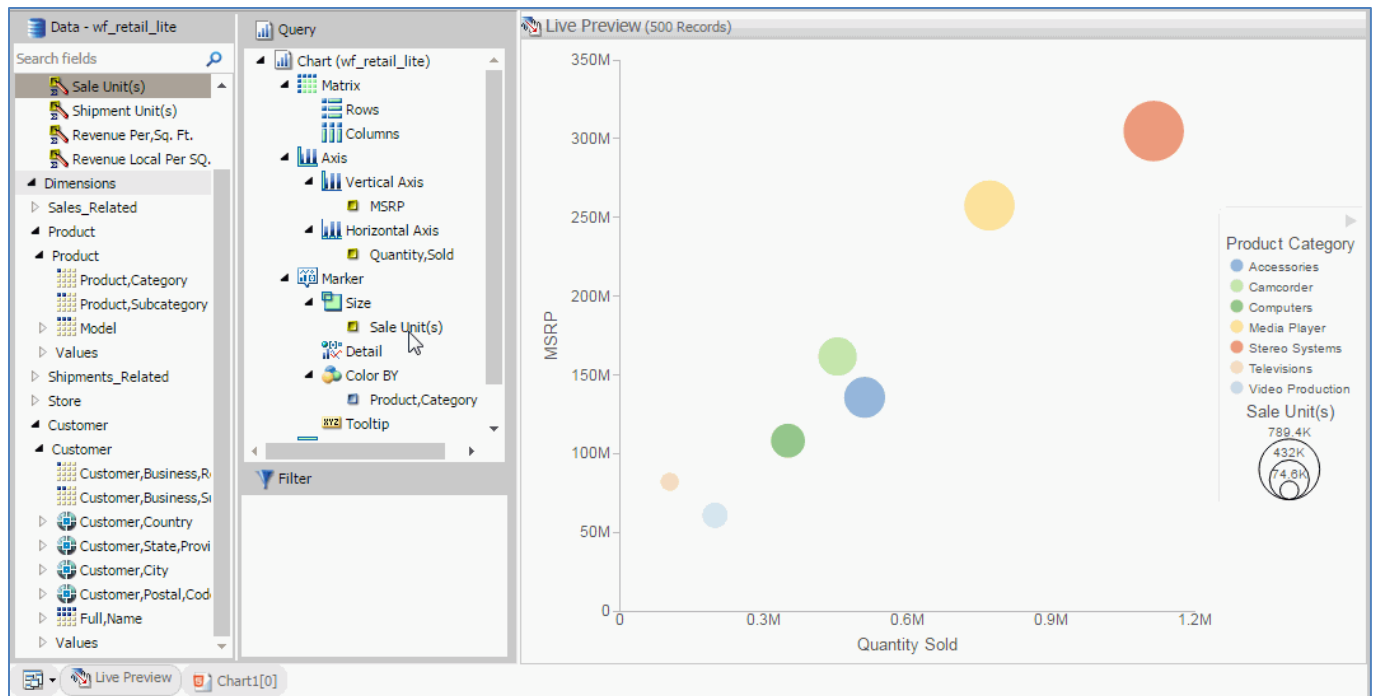 Data - wf_retail_lite
Search fields
Sale Unit(s)
Shipment Unit(s)
Revenue Per,Sq. Ft.
Revenue Local Per SQ.
Dimensions
Sales_Related
Product
Product
Product,Category
Product,Subcategory
Model
Values
Shipments_Related
Store
Customer
Customer
Customer,Business,R
Customer,Business,S
Customer,Country
Customer,State,Provi
Customer,City
Customer,Postal,Cod
Full,Name
Values
Query
Chart (wf_retail_lite)
Matrix
Rows
Columns
Axis
Vertical Axis
MSRP
Horizontal Axis
Quantity,Sold
Marker
Size
Sale Unit(s)
Detail
Color BY
Product,Category
XYZ Tooltip
Filter
Live Preview (500 Records)
350M
300M
250M
200M
150M
100M
50M
0
MSRP
0
0.3M
0.6M
0.9M
1.2M
Quantity Sold
Product Category
Accessories
Camcorder
Computers
Media Player
Stereo Systems
Televisions
Video Production
Sale Unit(s)
789.4K
432K
74.6K
Live Preview
Chart1[0]